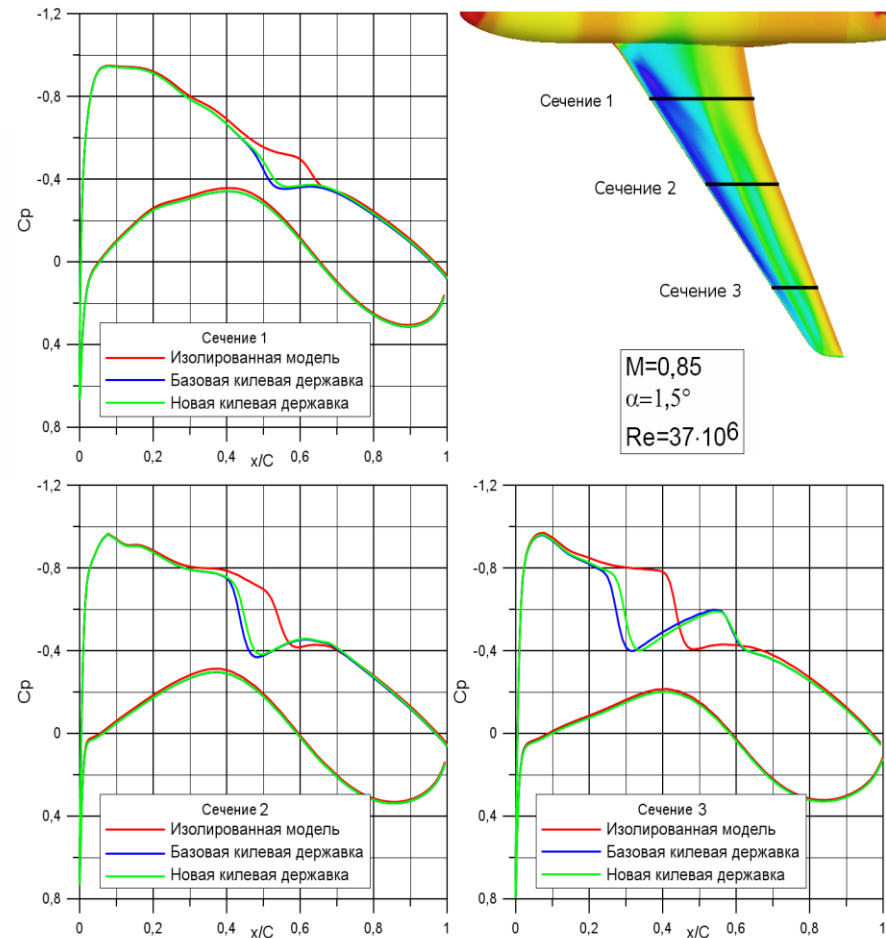 -1,2
-0,8
-0,4
0
0,4
0,8
Cp
0
0,2
0,4
0,6
0,8
1
x/C
Сечение 1
Изолированная модель
Базовая килевая державка
Новая килевая державка
Сечение 1
Сечение 2
Сечение 3
M=0,85
α=1,5°
Re=37·10⁶
-1,2
-0,8
-0,4
0
0,4
0,8
Cp
0
0,2
0,4
0,6
0,8
1
x/C
Сечение 2
Изолированная модель
Базовая килевая державка
Новая килевая державка
-1,2
-0,8
-0,4
0
0,4
0,8
Cp
0
0,2
0,4
0,6
0,8
1
x/C
Сечение 3
Изолированная модель
Базовая килевая державка
Новая килевая державка